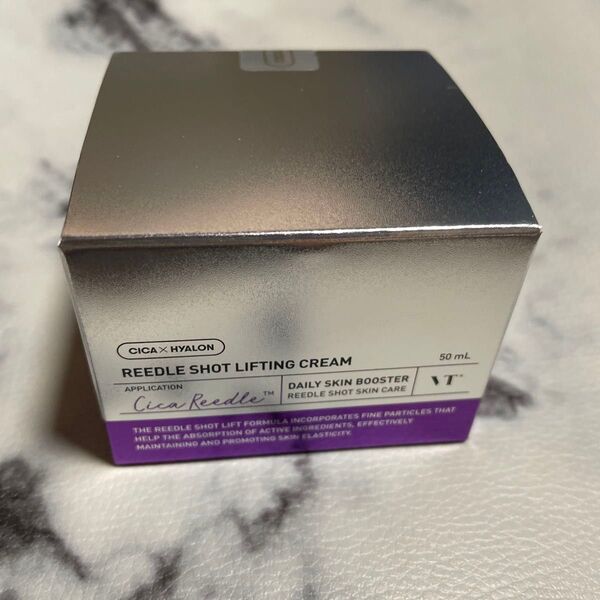 CICA×HYALON
REEDLE SHOT LIFTING CREAM
50 mL
APPLICATION
Cica Reedle™
DAILY SKIN BOOSTER
REEDLE SHOT SKIN CARE
VT
THE REEDLE SHOT LIFT FORMULA INCORPORATES FINE PARTICLES THAT
HELP THE ABSORPTION OF ACTIVE INGREDIENTS, EFFECTIVELY
MAINTAINING AND PROMOTING SKIN ELASTICITY.